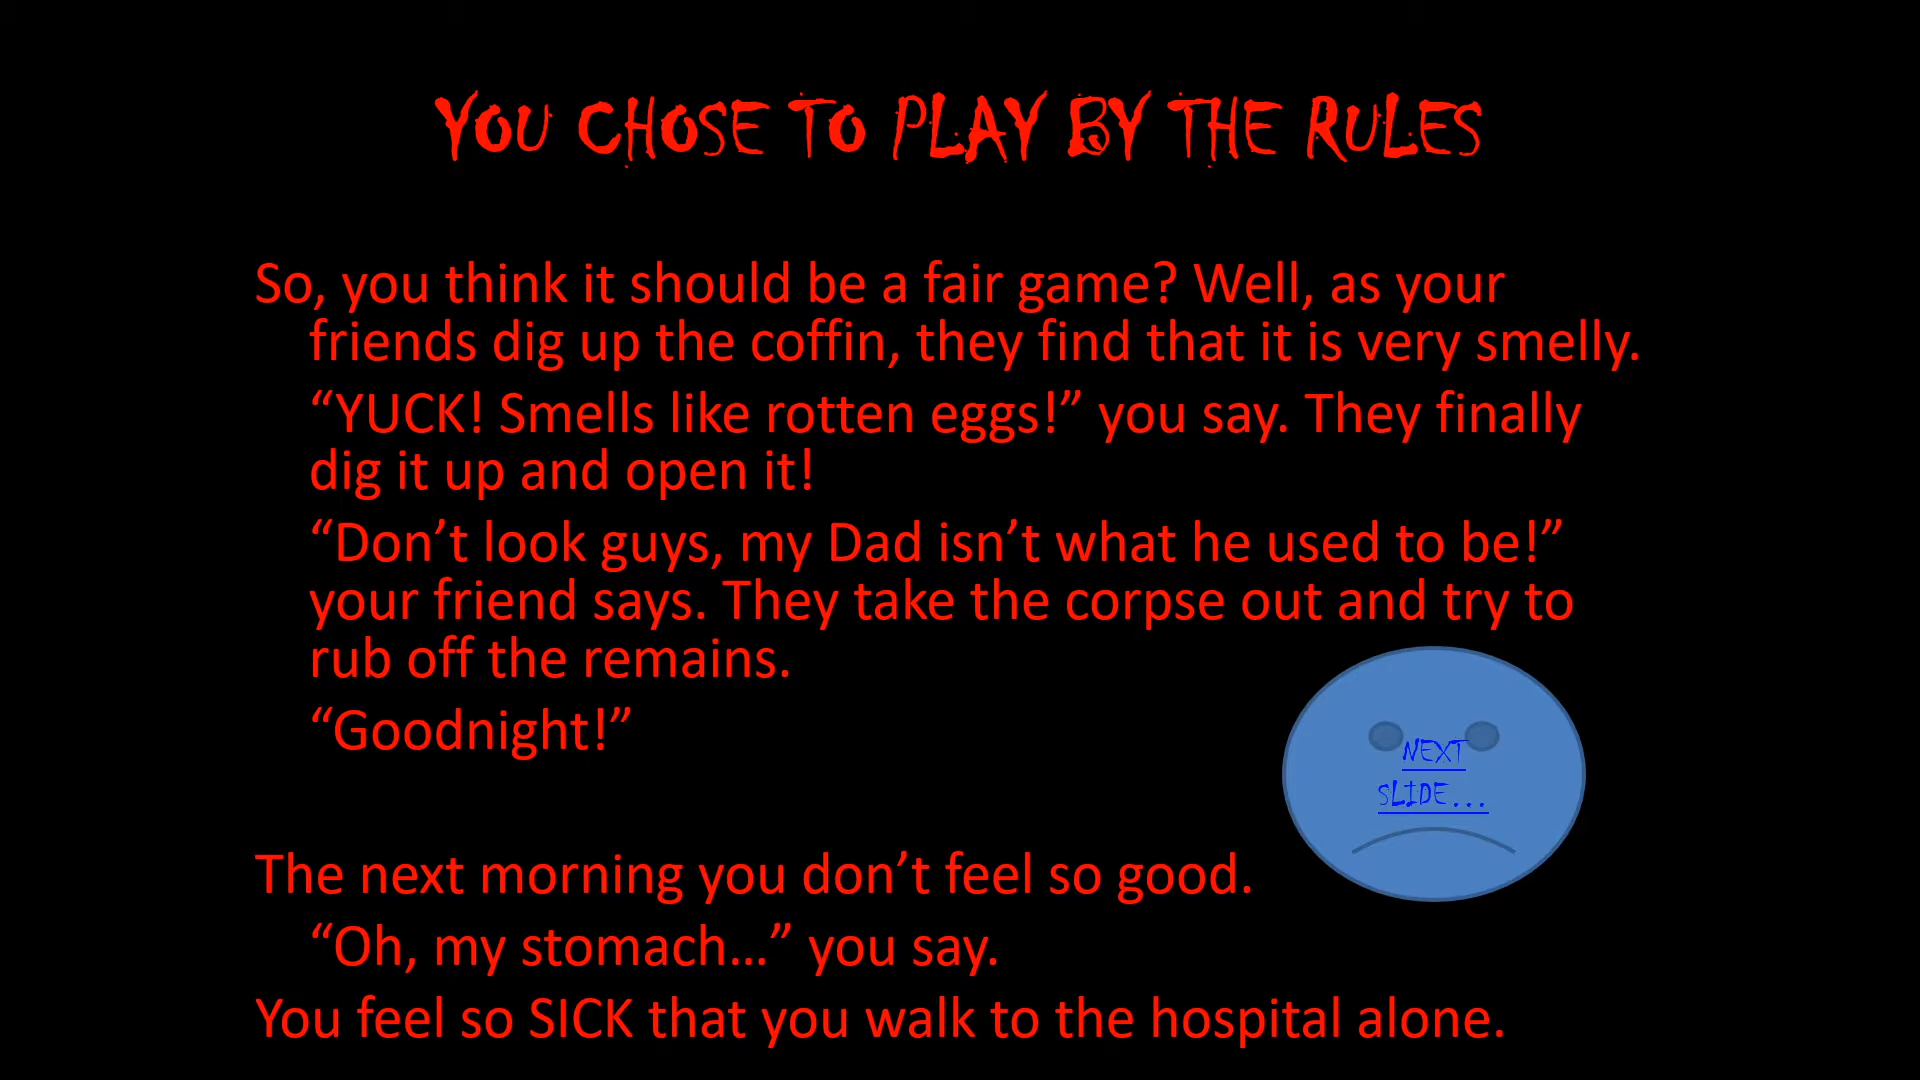 YOU CHOSE TO PLAY BY THE RULES
So, you think it should be a fair game? Well, as your
friends dig up the coffin, they find that it is very smelly.
“YUCK! Smells like rotten eggs!” you say. They finally
dig it up and open it!
“Don’t look guys, my Dad isn’t what he used to be!”
your friend says. They take the corpse out and try to
rub off the remains.
“Goodnight!”
NEXT
SLIDE...
The next morning you don’t feel so good.
“Oh, my stomach…” you say.
You feel so SICK that you walk to the hospital alone.